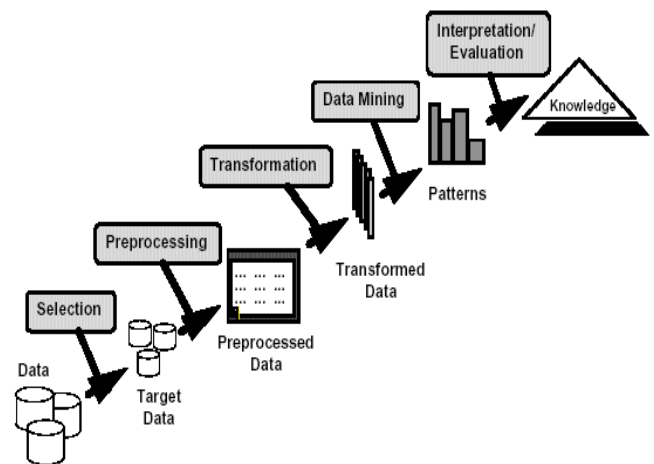 Interpretation/
Evaluation
Data Mining
Knowledge
Transformation
Patterns
Preprocessing
Transformed
Data
Selection
Preprocessed
Data
Data
Target
Data